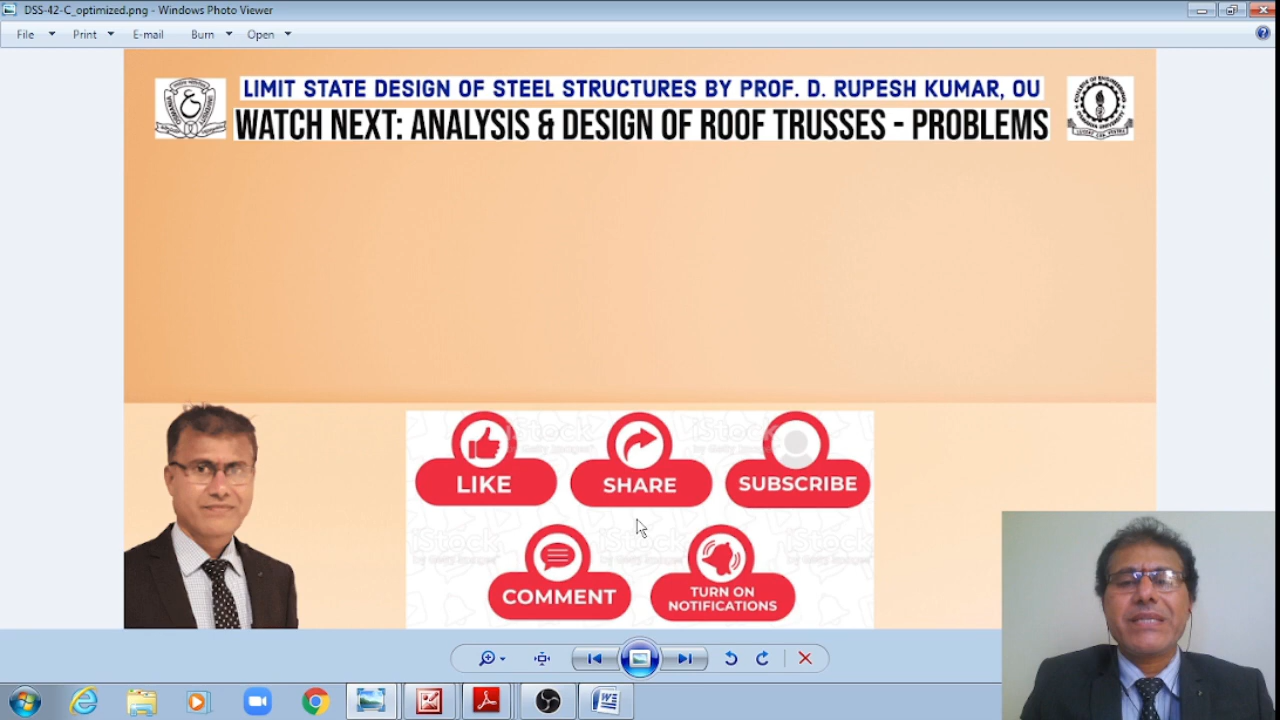 DSS-42-C_optimized.png - Windows Photo Viewer
File Print E-mail Burn Open
LIMIT STATE DESIGN OF STEEL STRUCTURES BY PROF. D. RUPESH KUMAR, OU
WATCH NEXT: ANALYSIS & DESIGN OF ROOF TRUSSES - PROBLEMS
iStock iStock
LIKE SHARE SUBSCRIBE
COMMENT TURN ON
NOTIFICATIONS